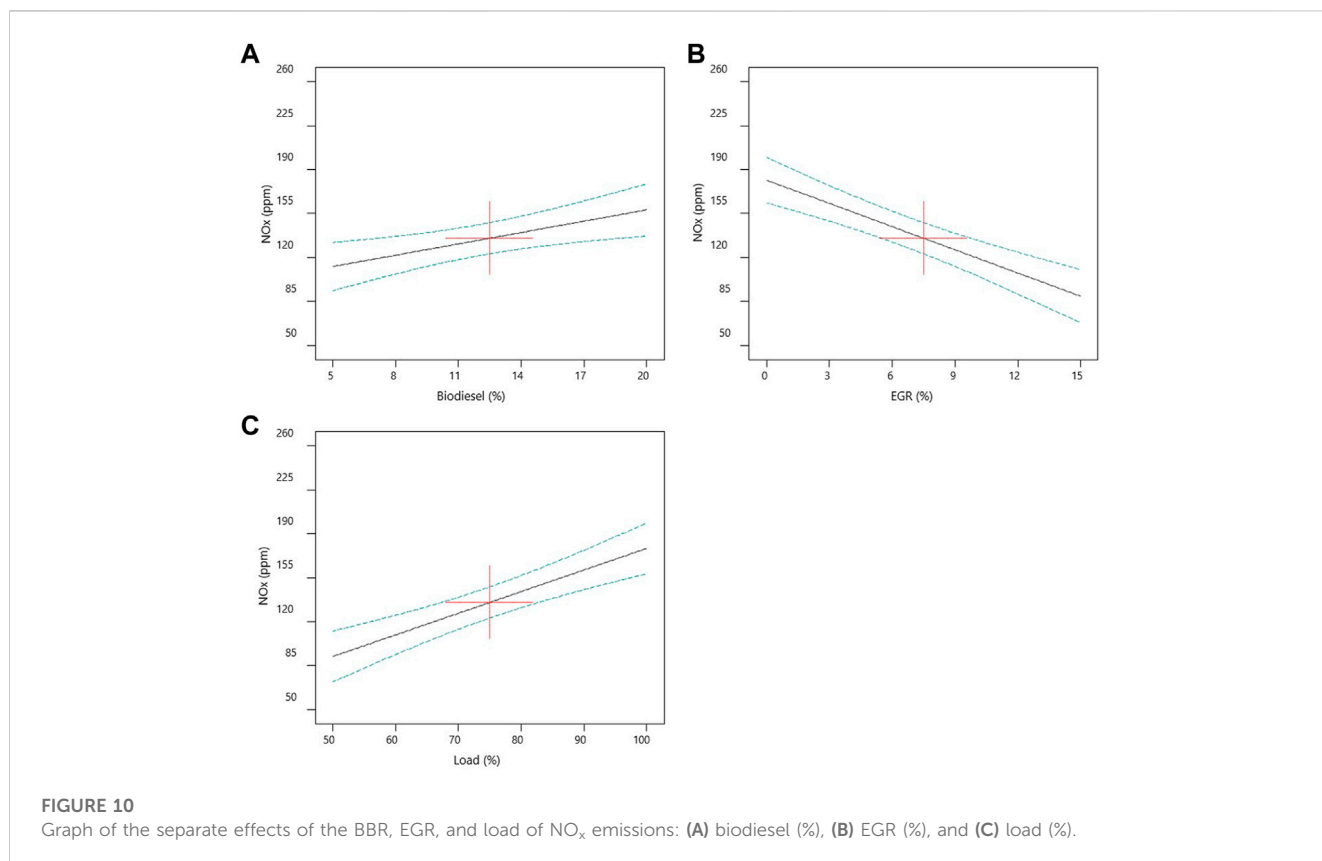 A
260
225
190
155
120
85
50
NOx (ppm)
5 8 11 14 17 20
Biodiesel (%)
B
260
225
190
155
120
85
50
NOx (ppm)
0 3 6 9 12 15
EGR (%)
C
260
225
190
155
120
85
50
NOx (ppm)
50 60 70 80 90 100
Load (%)
FIGURE 10
Graph of the separate effects of the BBR, EGR, and load of NOₓ emissions: (A) biodiesel (%), (B) EGR (%), and (C) load (%).